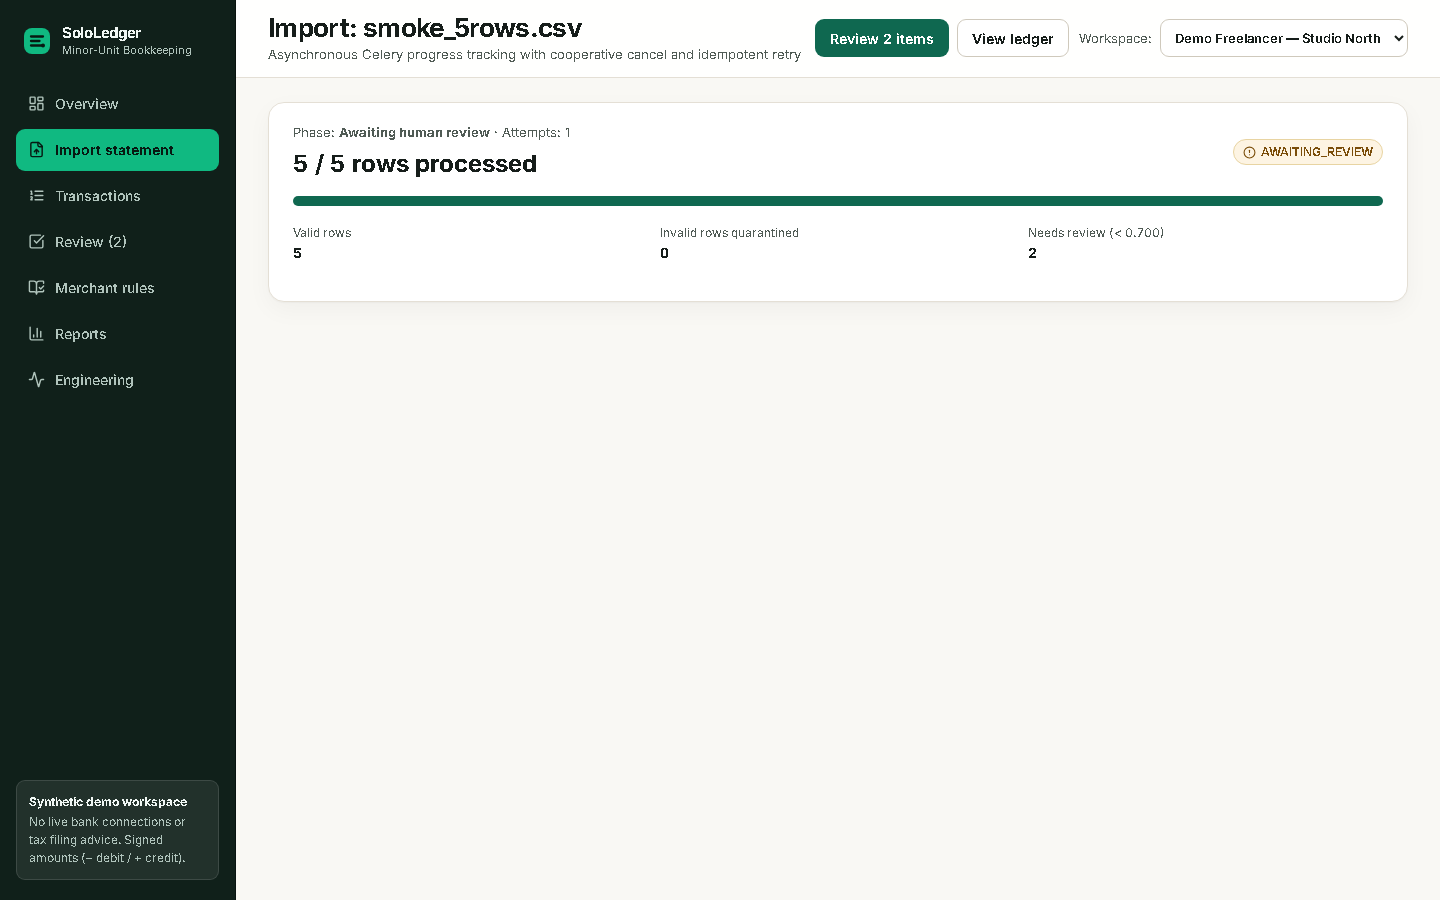 SoloLedger
Minor-Unit Bookkeeping
Overview
Import statement
Transactions
Review (2)
Merchant rules
Reports
Engineering
Synthetic demo workspace
No live bank connections or
tax filing advice. Signed
amounts (− debit / + credit).
Import: smoke_5rows.csv
Asynchronous Celery progress tracking with cooperative cancel and idempotent retry
Review 2 items
View ledger
Workspace:
Demo Freelancer — Studio North
Phase: Awaiting human review · Attempts: 1
5 / 5 rows processed
AWAITING_REVIEW
Valid rows
5
Invalid rows quarantined
0
Needs review (< 0.700)
2